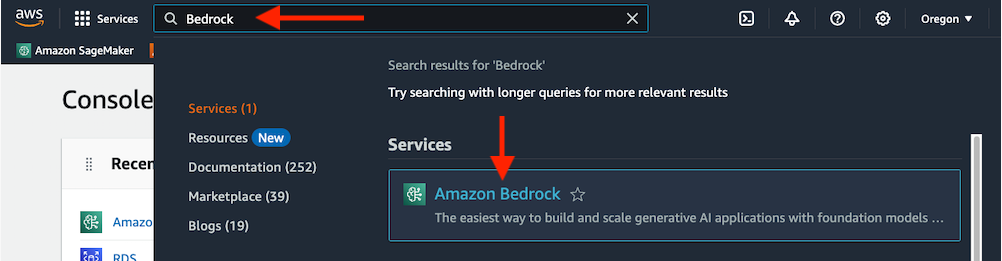 aws
Services
Bedrock
Oregon
Amazon SageMaker
Search results for 'Bedrock'
Try searching with longer queries for more relevant results
Console
Services (1)
Resources New
Documentation (252)
Marketplace (39)
Blogs (19)
Services
Amazon Bedrock
The easiest way to build and scale generative AI applications with foundation models ...
Recen
Amazo
RDS